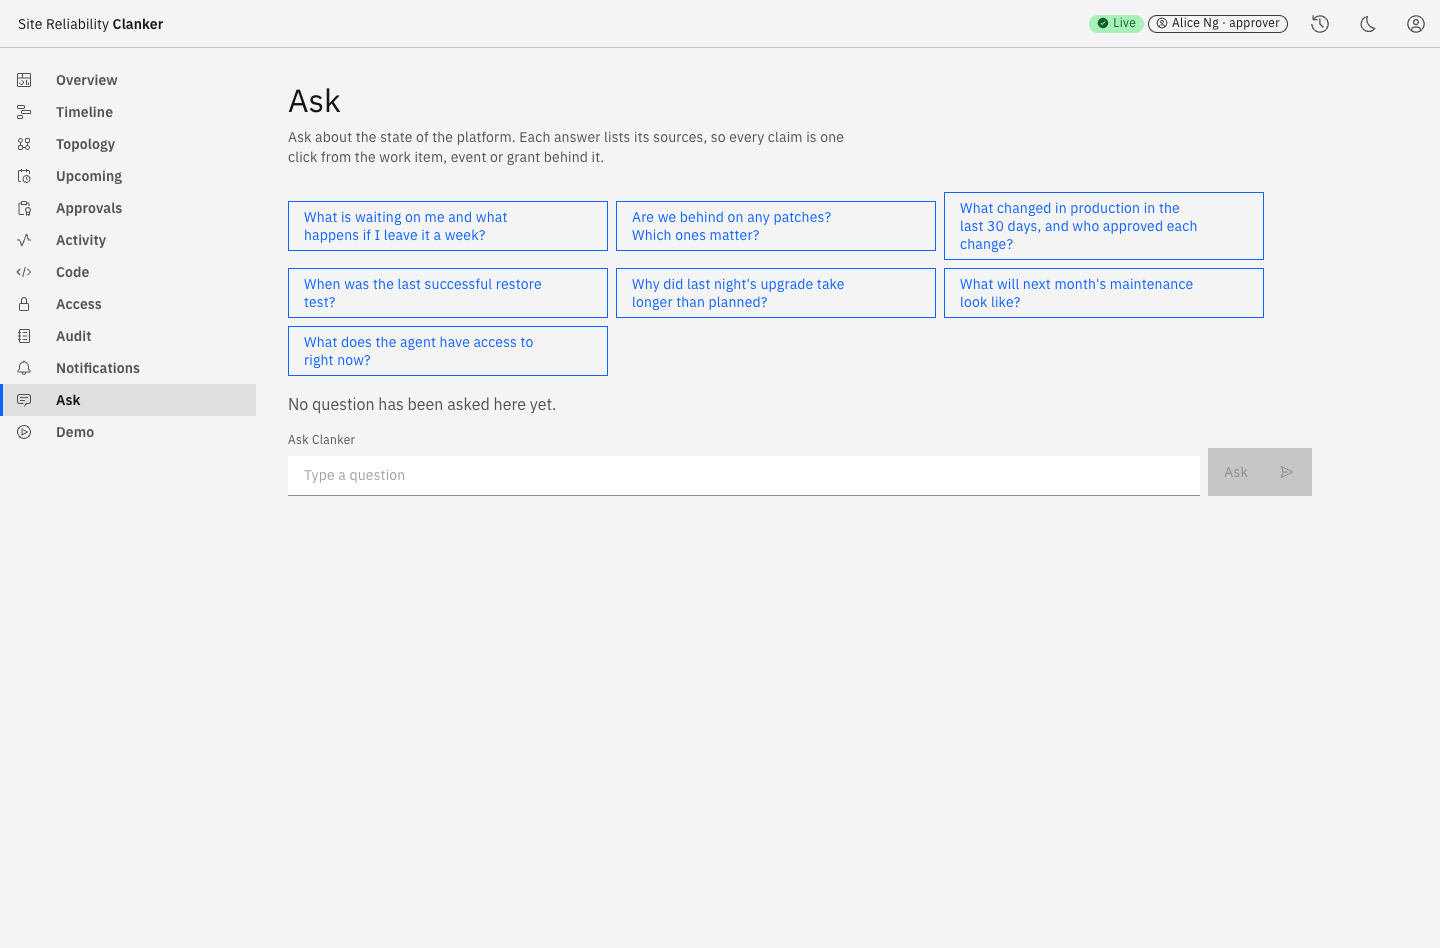 Site Reliability Clanker
Live
Alice Ng · approver
Overview
Timeline
Topology
Upcoming
Approvals
Activity
Code
Access
Audit
Notifications
Ask
Demo
Ask
Ask about the state of the platform. Each answer lists its sources, so every claim is one
click from the work item, event or grant behind it.
What is waiting on me and what
happens if I leave it a week?
Are we behind on any patches?
Which ones matter?
What changed in production in the
last 30 days, and who approved each
change?
When was the last successful restore
test?
Why did last night's upgrade take
longer than planned?
What will next month's maintenance
look like?
What does the agent have access to
right now?
No question has been asked here yet.
Ask Clanker
Type a question
Ask